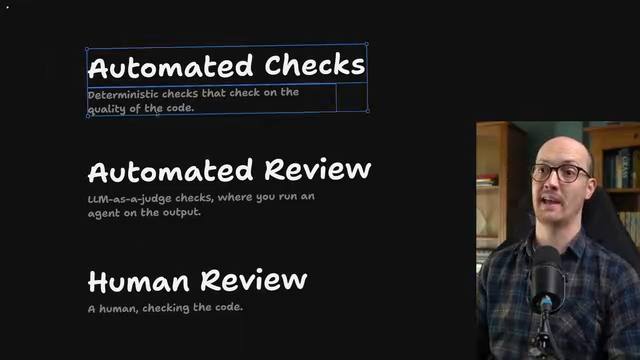 Automated Checks
Deterministic checks that check on the
quality of the code.
Automated Review
LLM-as-a-judge checks, where you run an
agent on the output.
Human Review
A human, checking the code.